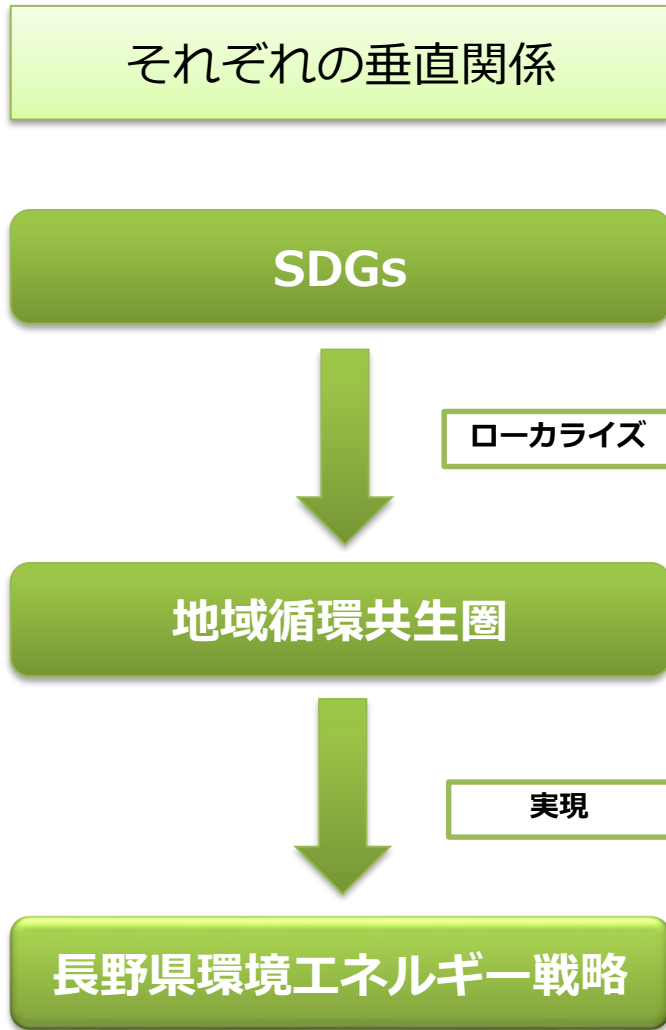 それぞれの垂直関係
SDGs
ローカライズ
地域循環共生圏
実現
長野県環境エネルギー戦略